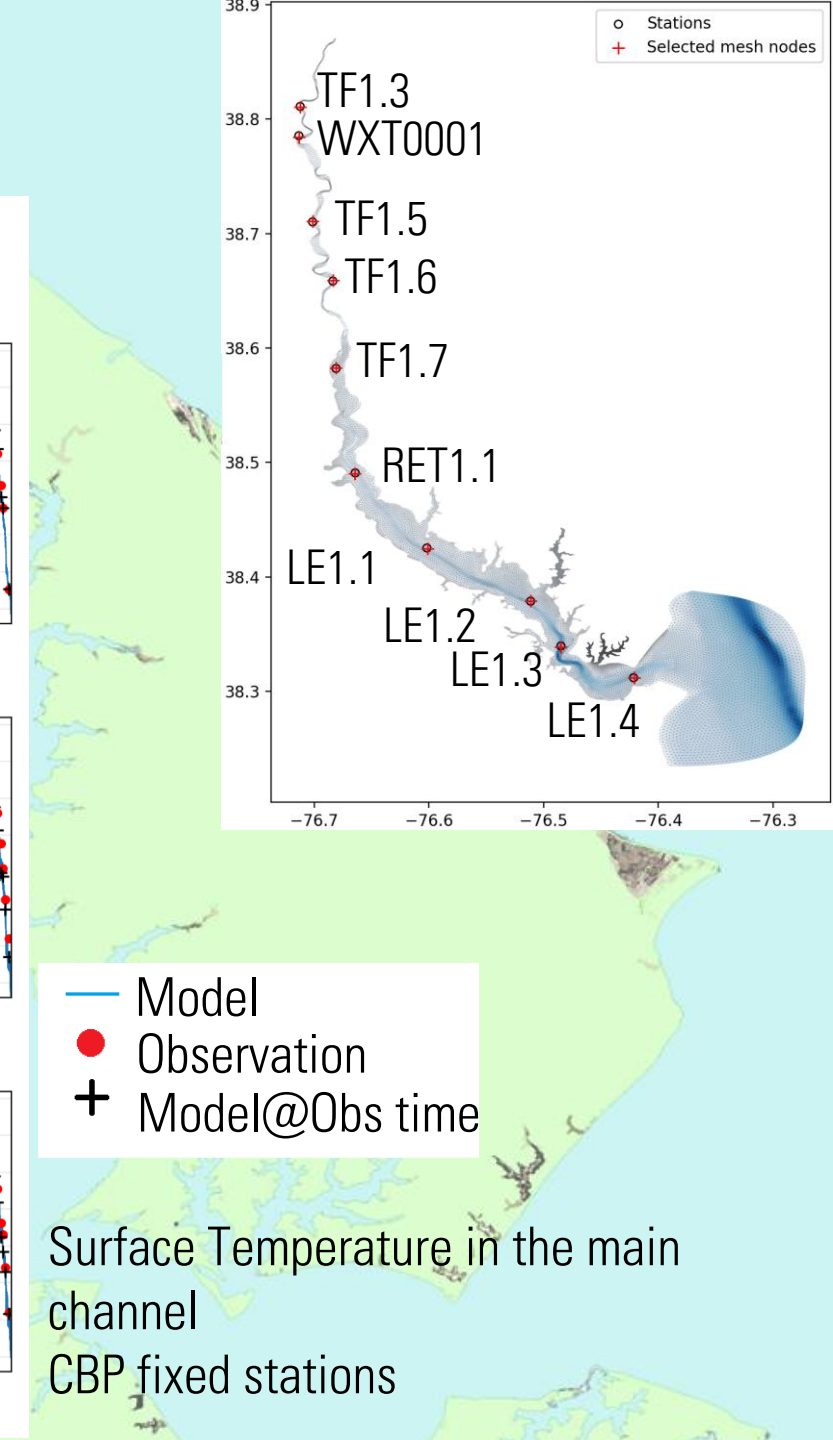 38.9
Stations
Selected mesh nodes
TF1.3
38.8
WXT0001
TF1.5
38.7
TF1.6
38.6
TF1.7
38.5
RET1.1
LE1.1
38.4
LE1.2
LE1.3
38.3
LE1.4
−76.7 −76.6 −76.5 −76.4 −76.3
Model
Observation
Model@Obs time
Surface Temperature in the main
channel
CBP fixed stations